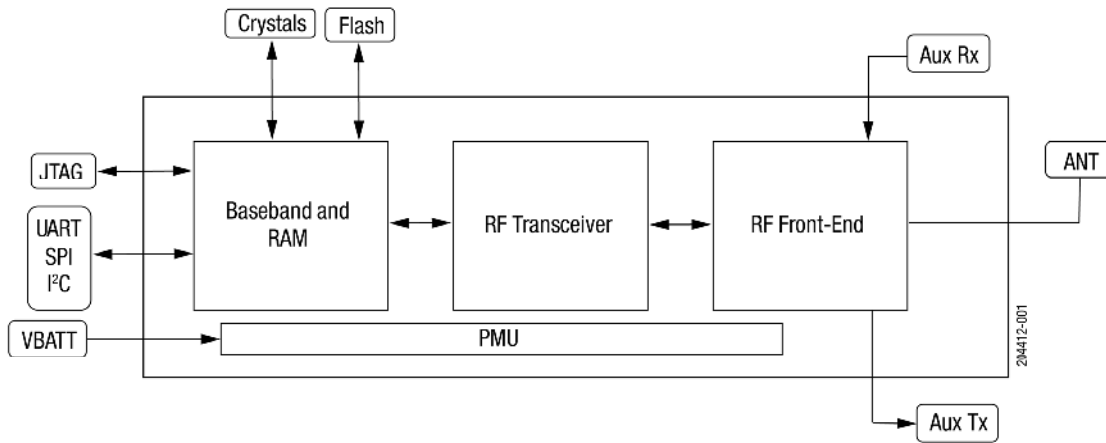 Crystals
Flash
Aux Rx
JTAG
ANT
Baseband and
RAM
RF Transceiver
RF Front-End
UART
SPI
I²C
VBATT
PMU
204412-001
Aux Tx